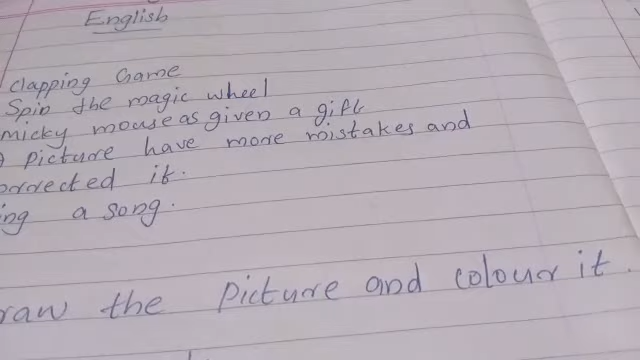 English
clapping Game
Spin the magic wheel
micky mouse as given a gift
picture have more mistakes and
orrected it.
ing a song.
raw the picture and colour it.